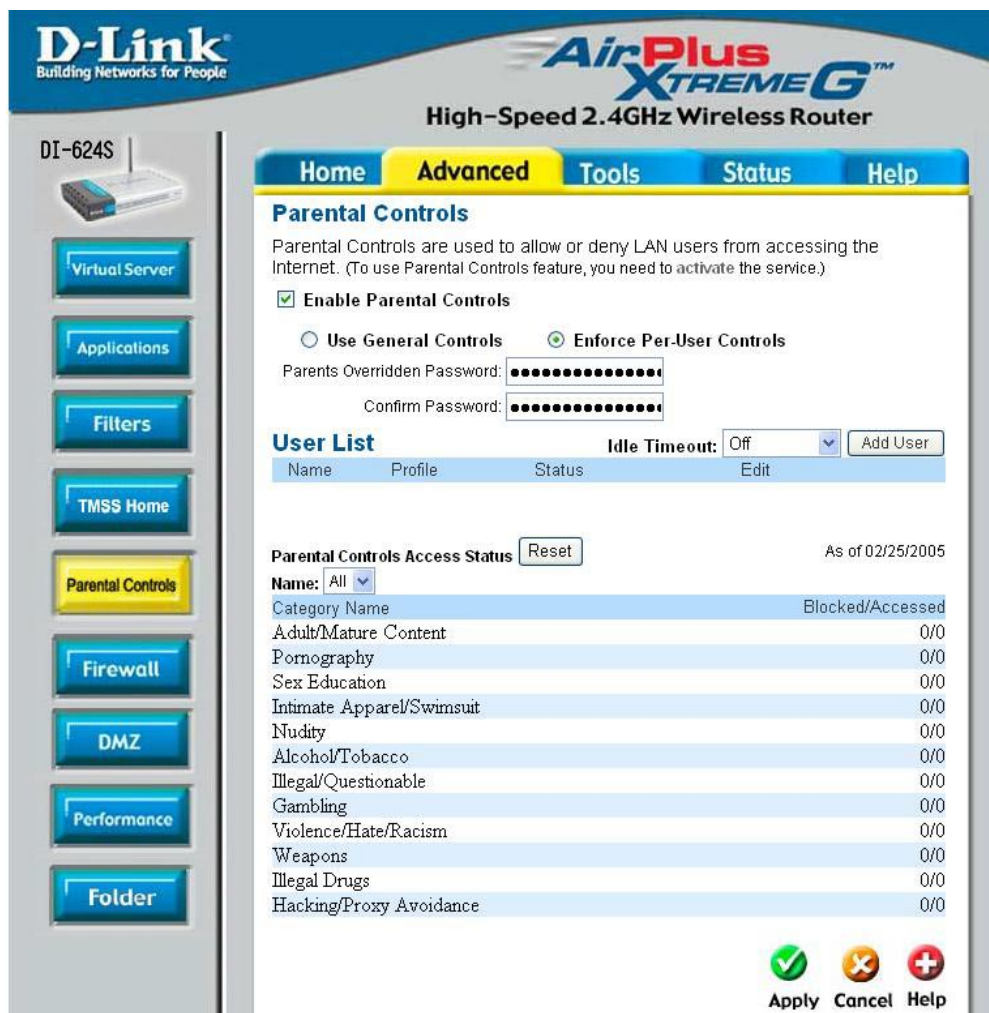 D-Link
Building Networks for People
AirPlus
XTREME G™
High-Speed 2.4GHz Wireless Router
DI-624S
Home Advanced Tools Status Help
Virtual Server
Applications
Filters
TMSS Home
Parental Controls
Firewall
DMZ
Performance
Folder
Parental Controls
Parental Controls are used to allow or deny LAN users from accessing the
Internet. (To use Parental Controls feature, you need to activate the service.)
Enable Parental Controls
Use General Controls Enforce Per-User Controls
Parents Overridden Password:
Confirm Password:
User List Idle Timeout: Off Add User
Name Profile Status Edit
Parental Controls Access Status Reset As of 02/25/2005
Name: All
Category Name Blocked/Accessed
Adult/Mature Content 0/0
Pornography 0/0
Sex Education 0/0
Intimate Apparel/Swimsuit 0/0
Nudity 0/0
Alcohol/Tobacco 0/0
Illegal/Questionable 0/0
Gambling 0/0
Violence/Hate/Racism 0/0
Weapons 0/0
Illegal Drugs 0/0
Hacking/Proxy Avoidance 0/0
Apply Cancel Help